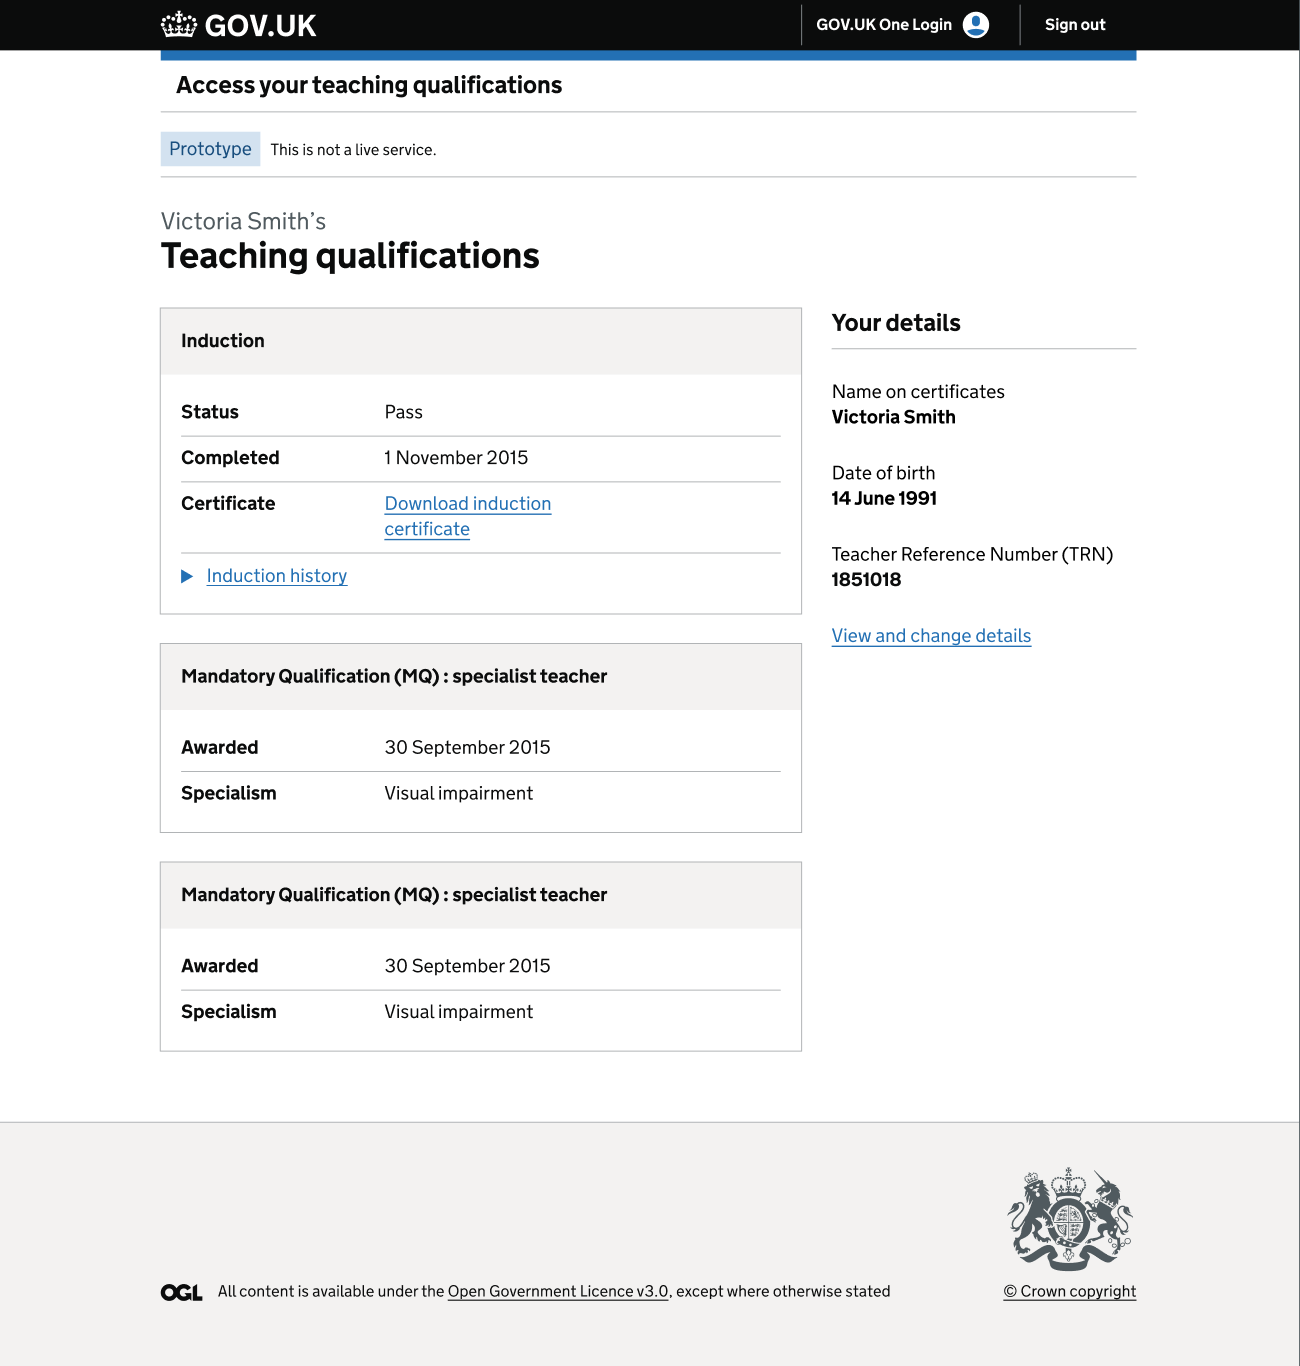 GOV.UK
GOV.UK One Login
Sign out
Access your teaching qualifications
Prototype This is not a live service.
Victoria Smith's
Teaching qualifications
Induction
Status Pass
Completed 1 November 2015
Certificate Download induction
certificate
Induction history
Mandatory Qualification (MQ) : specialist teacher
Awarded 30 September 2015
Specialism Visual impairment
Mandatory Qualification (MQ) : specialist teacher
Awarded 30 September 2015
Specialism Visual impairment
Your details
Name on certificates
Victoria Smith
Date of birth
14 June 1991
Teacher Reference Number (TRN)
1851018
View and change details
OGL All content is available under the Open Government Licence v3.0, except where otherwise stated
© Crown copyright